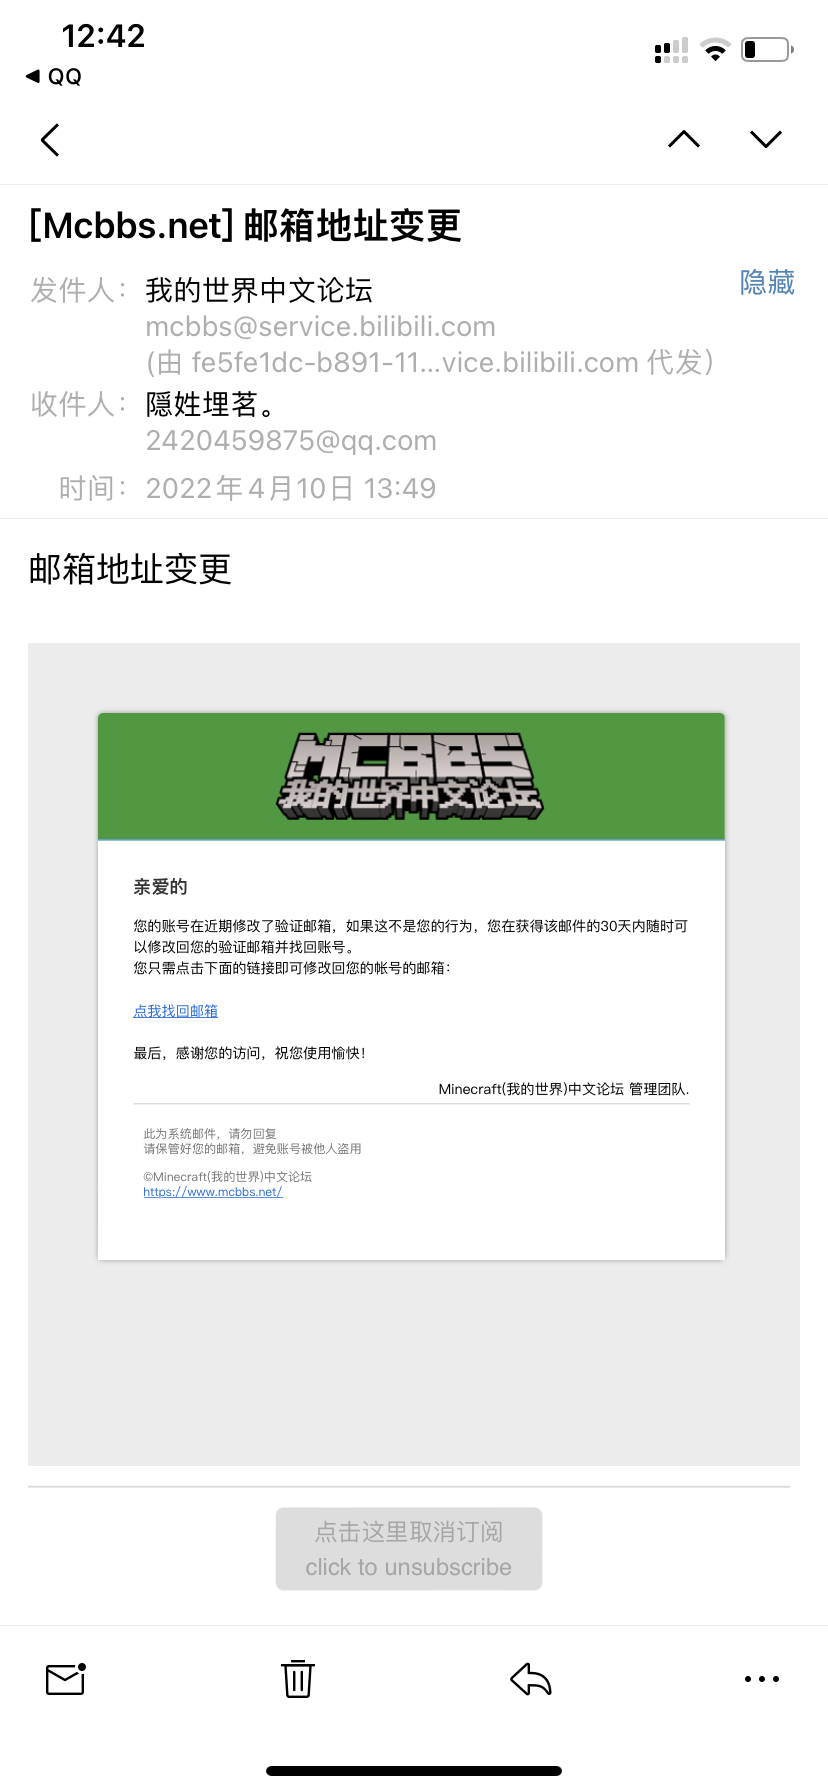 12:42
QQ
[Mcbbs.net] 邮箱地址变更
发件人： 我的世界中文论坛 隐藏
mcbbs@service.bilibili.com
(由 fe5fe1dc-b891-11...vice.bilibili.com 代发)
收件人： 隠姓埋茗。
2420459875@qq.com
时间： 2022年4月10日 13:49
邮箱地址变更
MCBBS
我的世界中文论坛
亲爱的
您的账号在近期修改了验证邮箱，如果这不是您的行为，您在获得该邮件的30天内随时可
以修改回您的验证邮箱并找回账号。
您只需点击下面的链接即可修改回您的帐号的邮箱：
点我找回邮箱
最后，感谢您的访问，祝您使用愉快！
Minecraft(我的世界)中文论坛 管理团队.
此为系统邮件，请勿回复
请保管好您的邮箱，避免账号被他人盗用
©Minecraft(我的世界)中文论坛
https://www.mcbbs.net/
点击这里取消订阅
click to unsubscribe